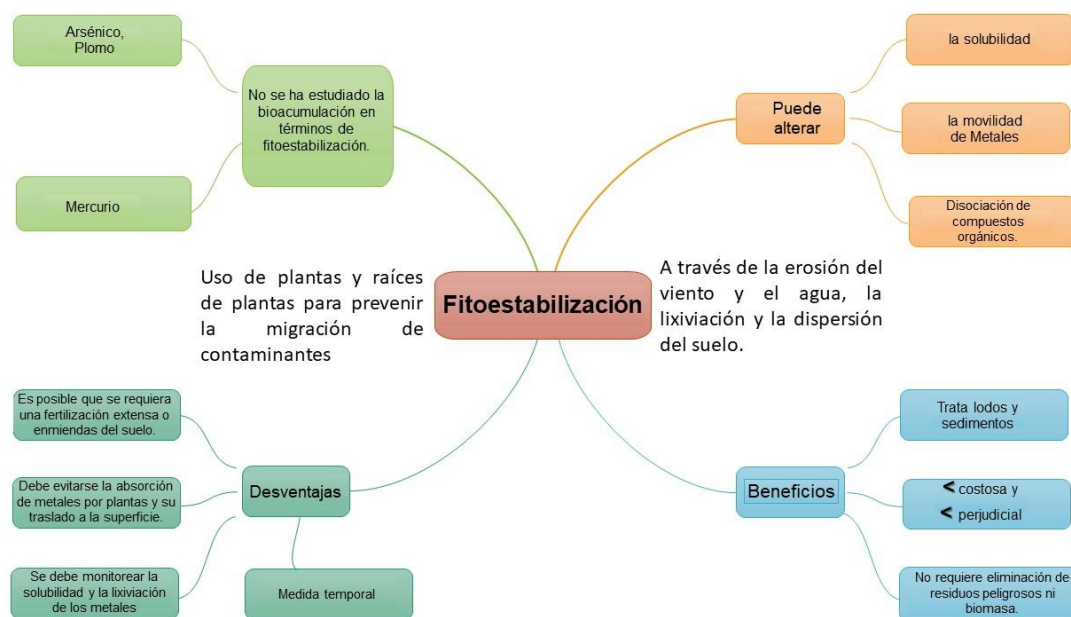 Arsénico,
Plomo
No se ha estudiado la
bioacumulación en
términos de
fitoestabilización.
Mercurio
la solubilidad
Puede
alterar
la movilidad
de Metales
Disociación de
compuestos
orgánicos.
Uso de plantas y raíces
de plantas para prevenir
la migración de
contaminantes
Fitoestabilización
A través de la erosión del
viento y el agua, la
lixiviación y la dispersión
del suelo.
Es posible que se requiera
una fertilización extensa o
enmiendas del suelo.
Debe evitarse la absorción
de metales por plantas y su
traslado a la superficie.
Desventajas
Se debe monitorear la
solubilidad y la lixiviación
de los metales
Medida temporal
Trata lodos y
sedimentos
Beneficios
< costosa y
< perjudicial
No requiere eliminación de
residuos peligrosos ni
biomasa.